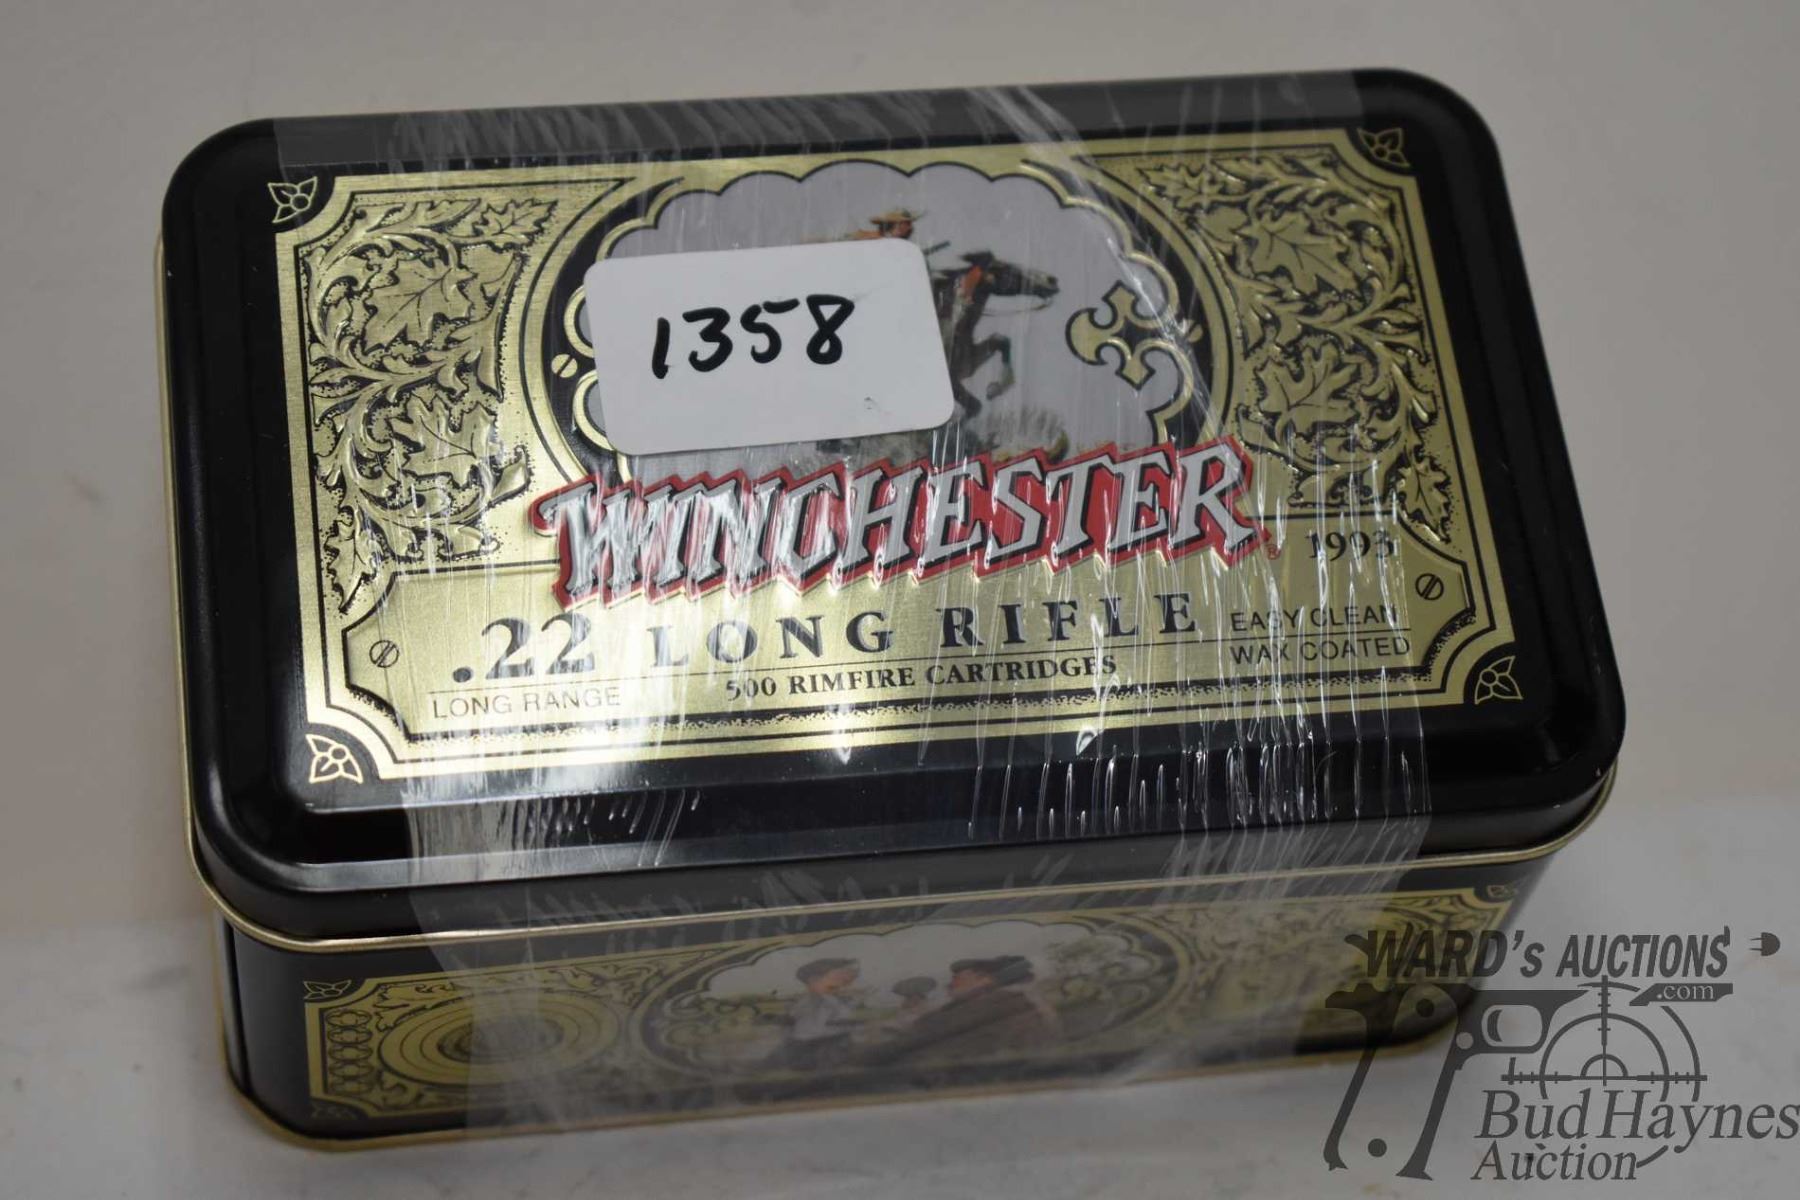 1358
WINCHESTER ®
1993
.22 LONG RIFLE
EASY CLEAN
WAX COATED
LONG RANGE
500 RIMFIRE CARTRIDGES
WARD's AUCTIONS
.com
Bud Haynes
Auction